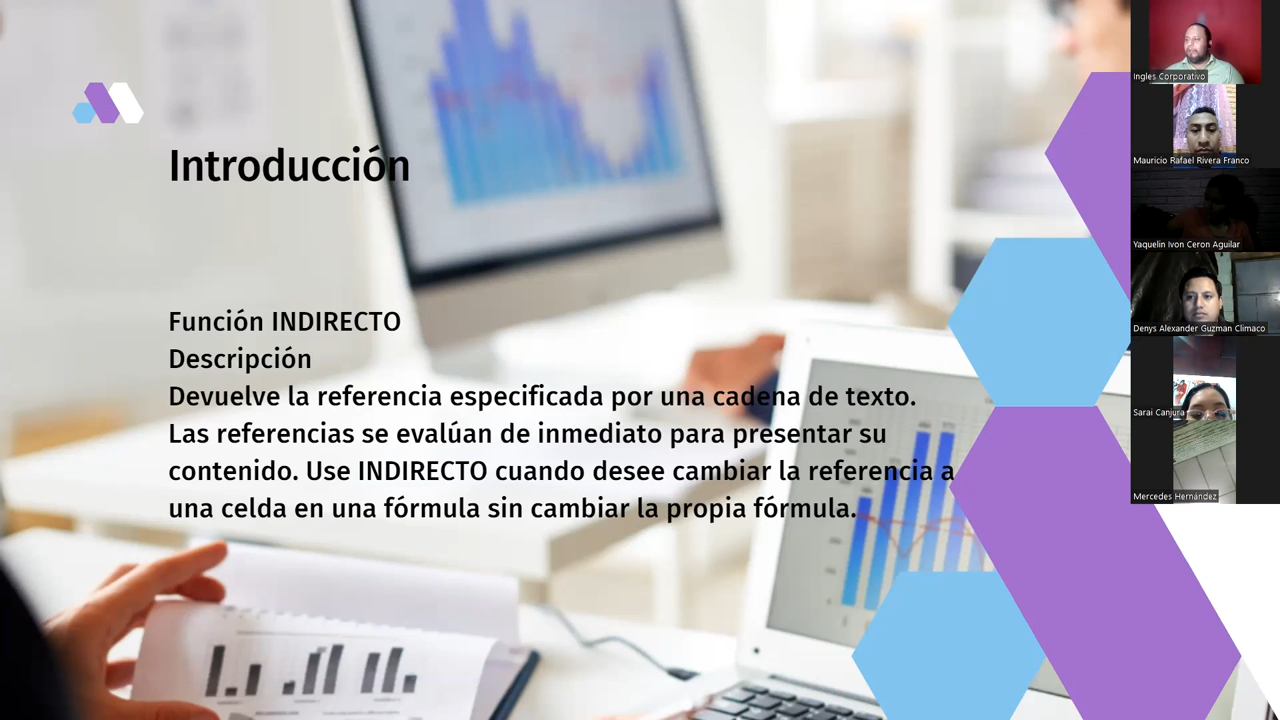 Introducción
Función INDIRECTO
Descripción
Devuelve la referencia especificada por una cadena de texto.
Las referencias se evalúan de inmediato para presentar su
contenido. Use INDIRECTO cuando desee cambiar la referencia a
una celda en una fórmula sin cambiar la propia fórmula.
Ingles Corporativo
Mauricio Rafael Rivera Franco
Yaquelin Ivon Ceron Aguilar
Denys Alexander Guzman Climaco
Sarai Canjura
Mercedes Hernández